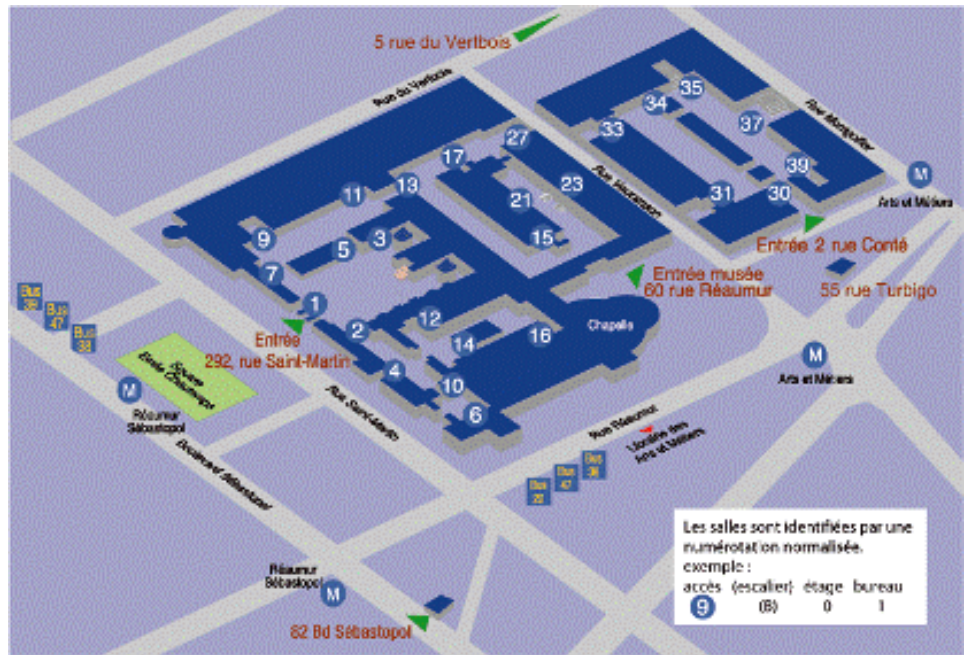 5 rue du Vertbois
Rue du Vertbois
Rue Montgolfier
35
34
37
33
27
17
39
Rue Vaucanson
M
Arts et Métiers
11
13
23
31
30
21
3
9
5
15
Entrée 2 rue Conté
7
Entrée musée
60 rue Réaumur
55 rue Turbigo
Bus
39
Bus
47
Bus
38
1
Entrée
292, rue Saint-Martin
2
12
16
Chapelle
14
4
10
6
M
Arts et Métiers
Square
Emile Chautemps
M
Réaumur
Sébastopol
Rue Saint-Martin
Rue Réaumur
Librairie des
Arts et Métiers
Boulevard Sébastopol
Bus
20
Bus
47
Bus
Réaumur
Sébastopol
M
82 Bd Sébastopol
Les salles sont identifiées par une
numérotation normalisée.
exemple :
accès (escalier) étage bureau
9 (B) 0 1